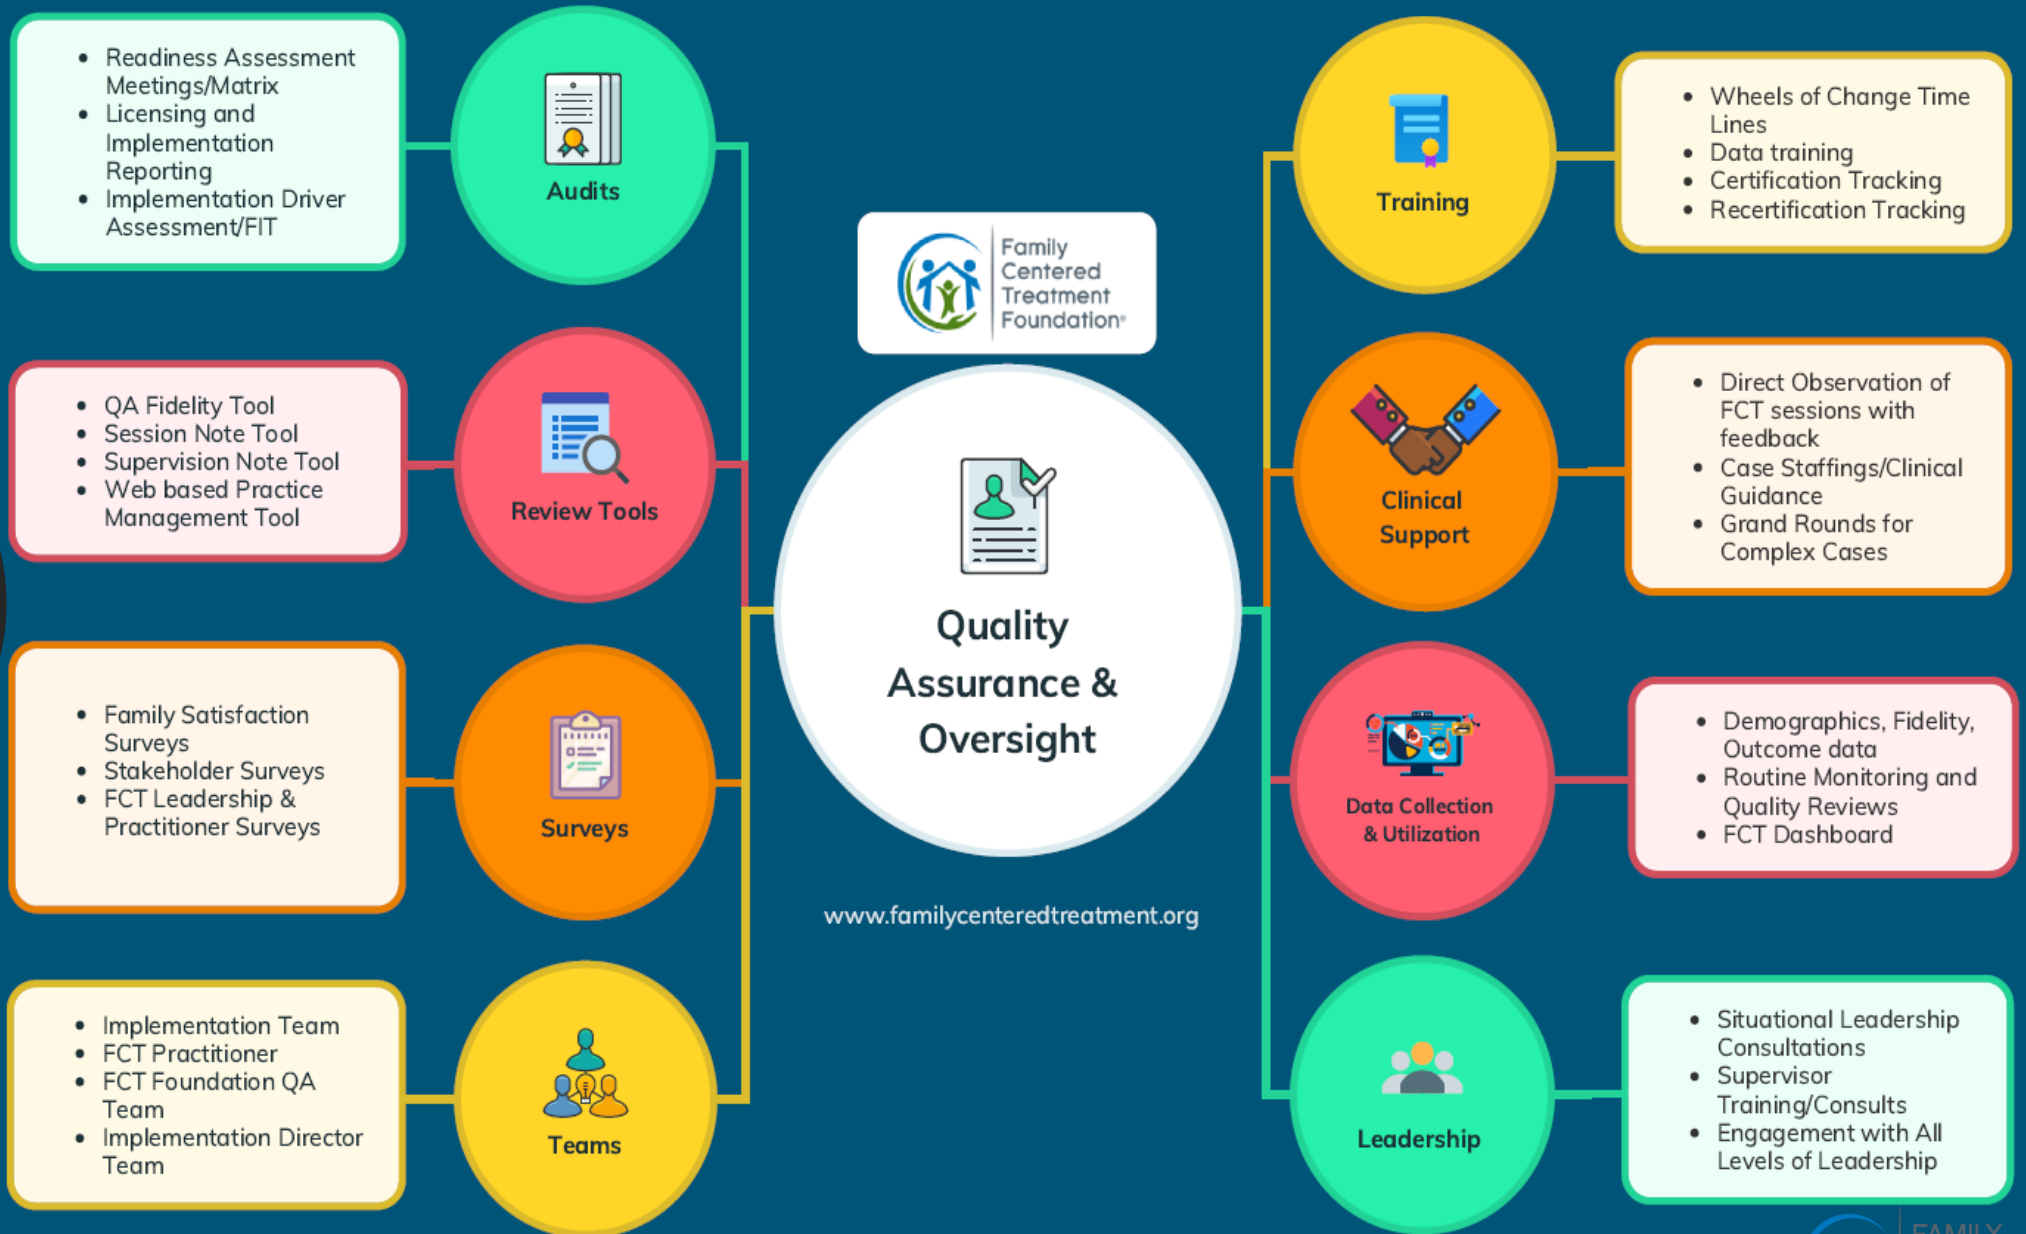 • Readiness Assessment
Meetings/Matrix
• Licensing and
Implementation
Reporting
• Implementation Driver
Assessment/FIT
Audits
• QA Fidelity Tool
• Session Note Tool
• Supervision Note Tool
• Web based Practice
Management Tool
Review Tools
• Family Satisfaction
Surveys
• Stakeholder Surveys
• FCT Leadership &
Practitioner Surveys
Surveys
• Implementation Team
• FCT Practitioner
• FCT Foundation QA
Team
• Implementation Director
Team
Teams
Family
Centered
Treatment
Foundation®
Quality
Assurance &
Oversight
www.familycenteredtreatment.org
Training
• Wheels of Change Time
Lines
• Data training
• Certification Tracking
• Recertification Tracking
Clinical
Support
• Direct Observation of
FCT sessions with
feedback
• Case Staffings/Clinical
Guidance
• Grand Rounds for
Complex Cases
Data Collection
& Utilization
• Demographics, Fidelity,
Outcome data
• Routine Monitoring and
Quality Reviews
• FCT Dashboard
Leadership
• Situational Leadership
Consultations
• Supervisor
Training/Consults
• Engagement with All
Levels of Leadership
FAMILY